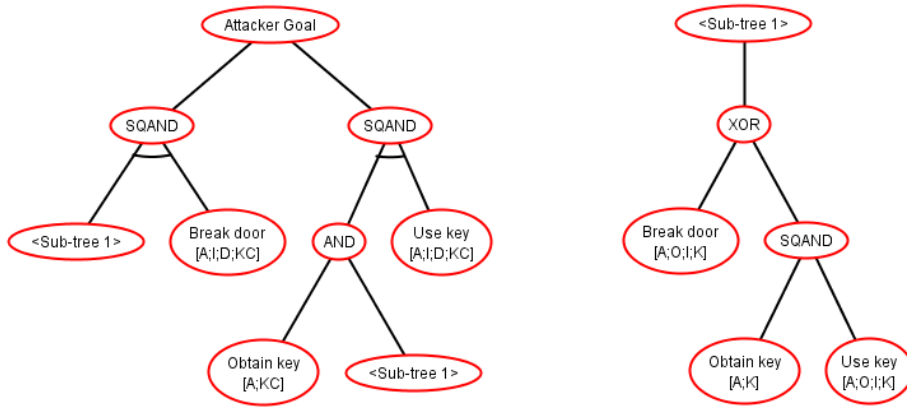 Attacker Goal
SQAND
SQAND
<Sub-tree 1>
Break door
[A;I;D;KC]
AND
Use key
[A;I;D;KC]
Obtain key
[A;KC]
<Sub-tree 1>
<Sub-tree 1>
XOR
Break door
[A;O;I;K]
SQAND
Obtain key
[A;K]
Use key
[A;O;I;K]